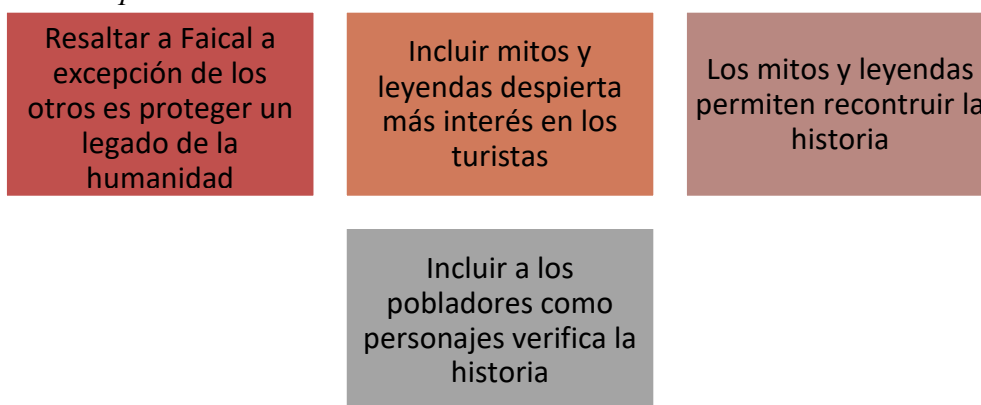 Resaltar a Faical a
excepción de los
otros es proteger un
legado de la
humanidad
Incluir mitos y
leyendas despierta
más interés en los
turistas
Los mitos y leyendas
permiten recontruir la
historia
Incluir a los
pobladores como
personajes verifica la
historia